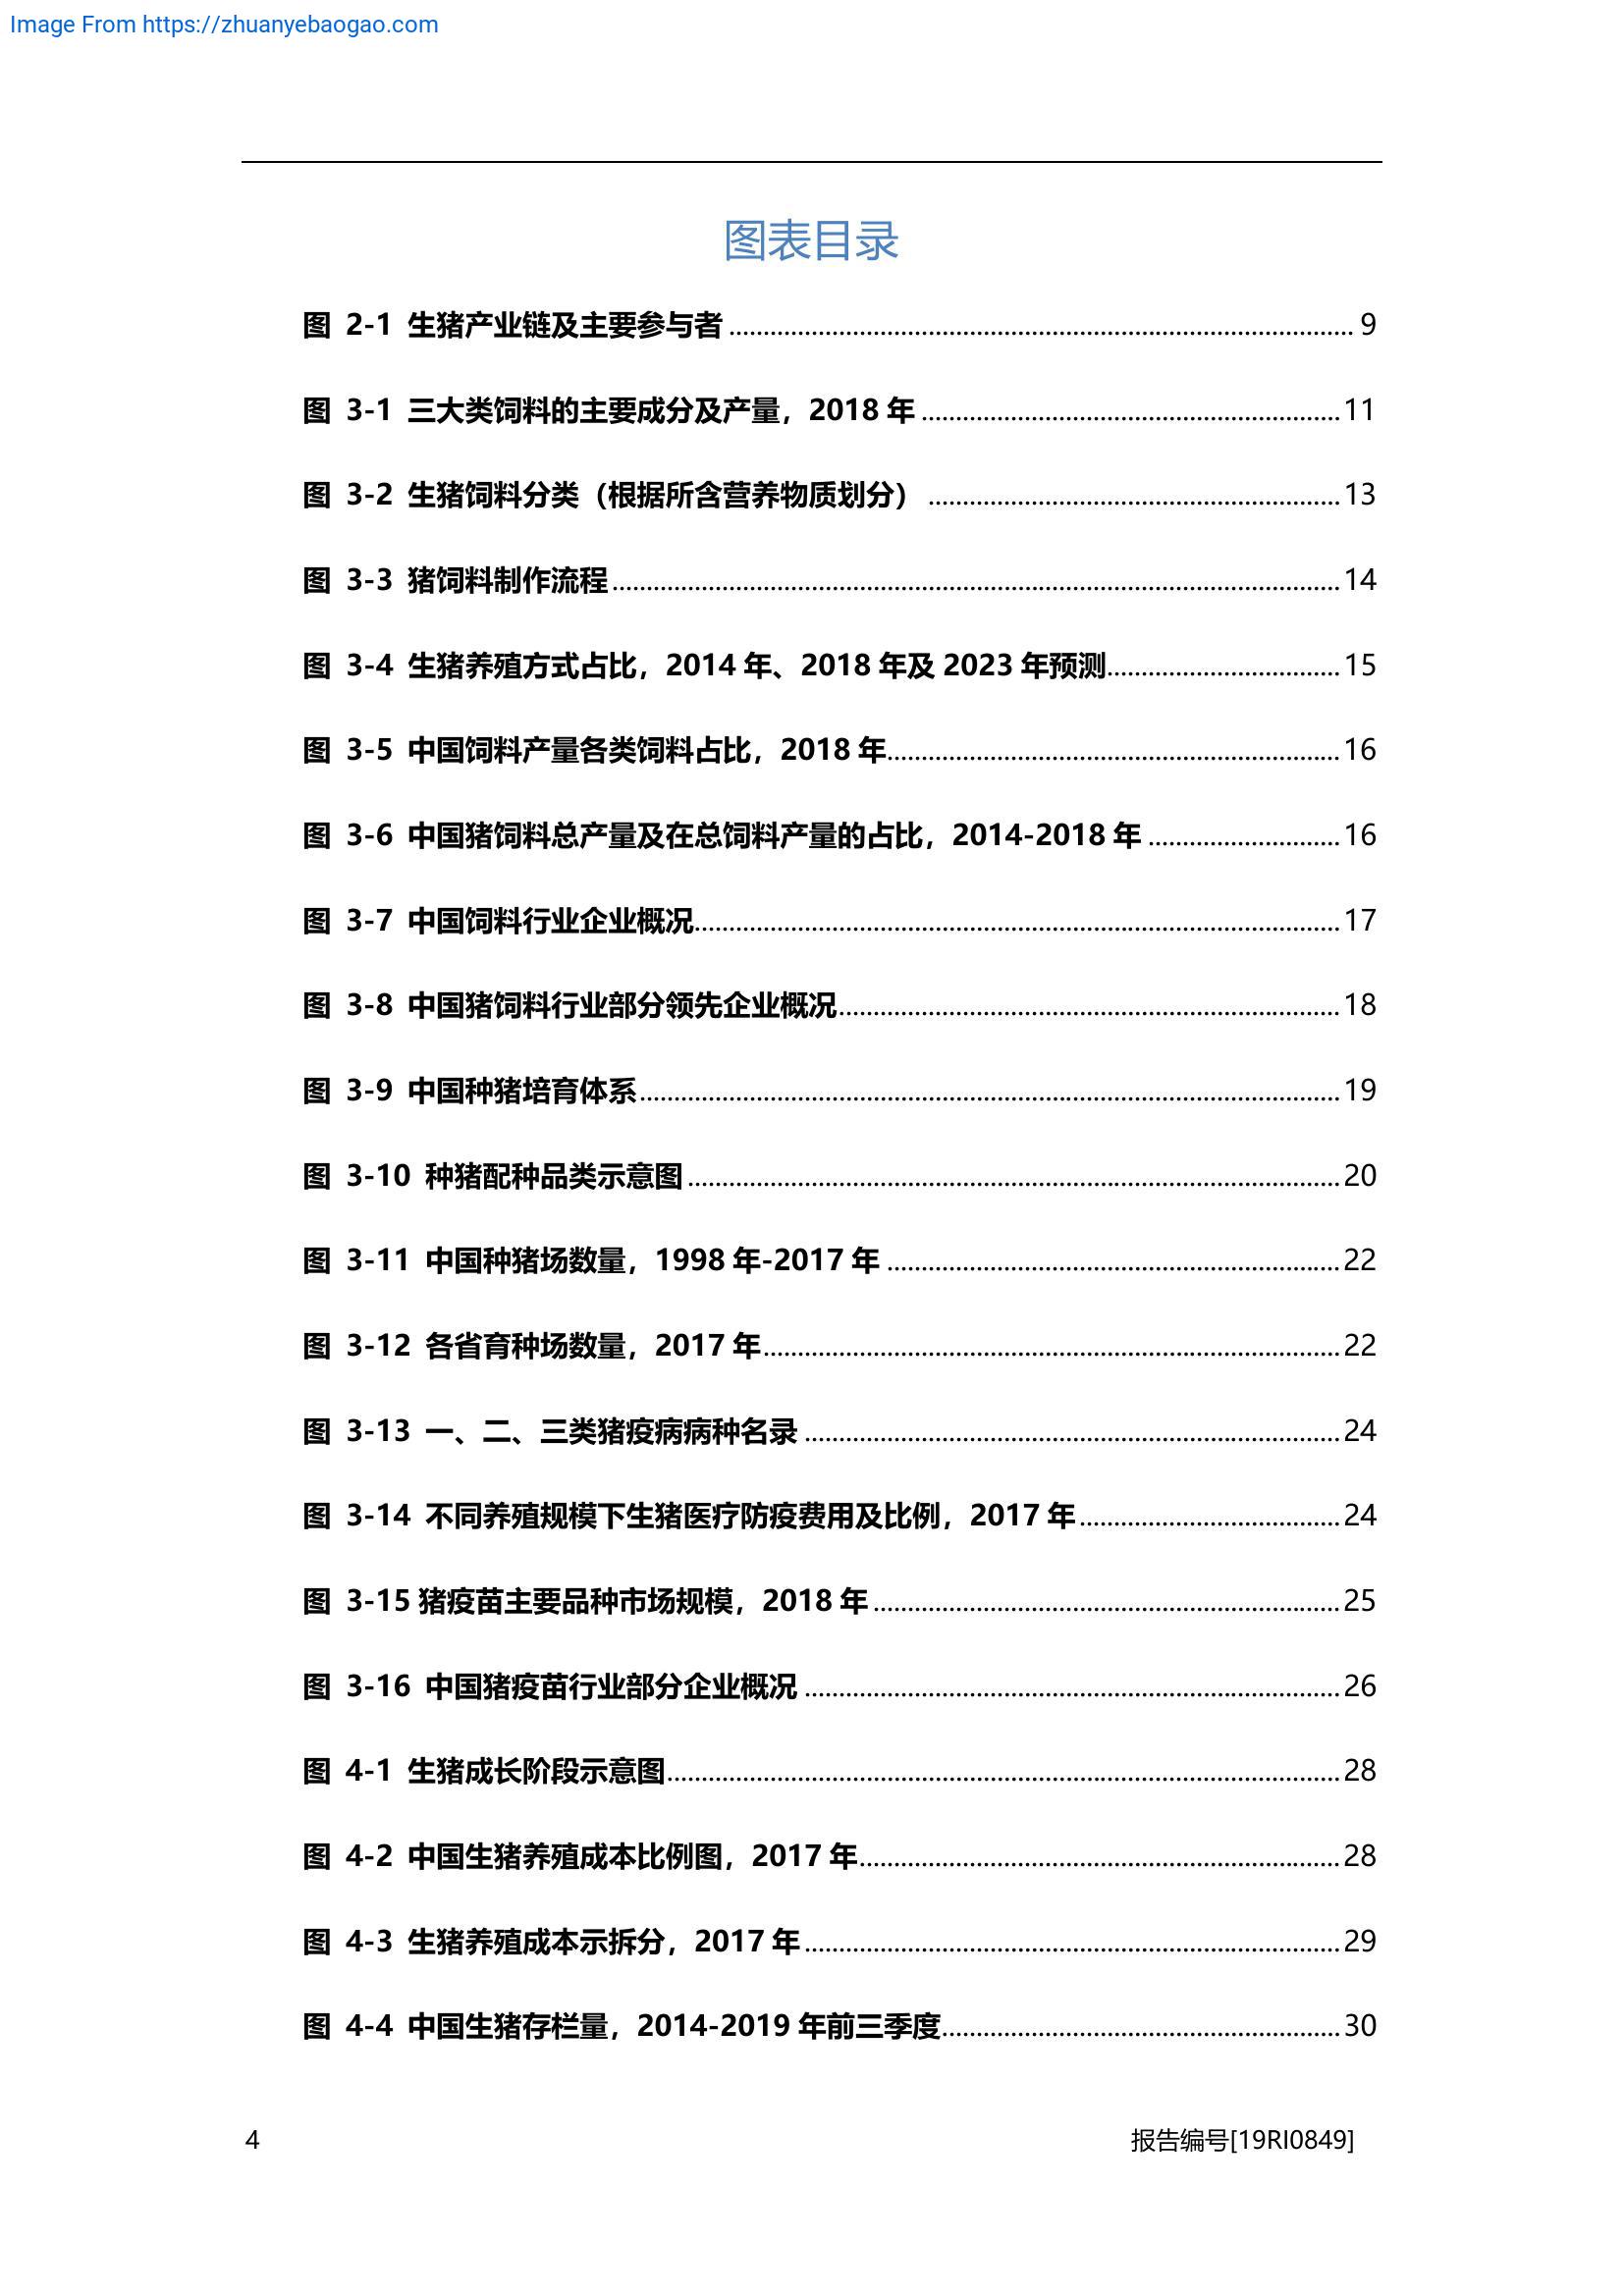 Image From https://zhuanyebaogao.com
图表目录
图 2-1 生猪产业链及主要参与者 ........ 9
图 3-1 三大类饲料的主要成分及产量，2018 年 ........ 11
图 3-2 生猪饲料分类（根据所含营养物质划分） ........ 13
图 3-3 猪饲料制作流程 ........ 14
图 3-4 生猪养殖方式占比，2014 年、2018 年及 2023 年预测 ........ 15
图 3-5 中国饲料产量各类饲料占比，2018 年 ........ 16
图 3-6 中国猪饲料总产量及在总饲料产量的占比，2014-2018 年 ........ 16
图 3-7 中国饲料行业企业概况 ........ 17
图 3-8 中国猪饲料行业部分领先企业概况 ........ 18
图 3-9 中国种猪培育体系 ........ 19
图 3-10 种猪配种品类示意图 ........ 20
图 3-11 中国种猪场数量，1998 年-2017 年 ........ 22
图 3-12 各省育种场数量，2017 年 ........ 22
图 3-13 一、二、三类猪疫病病种名录 ........ 24
图 3-14 不同养殖规模下生猪医疗防疫费用及比例，2017 年 ........ 24
图 3-15 猪疫苗主要品种市场规模，2018 年 ........ 25
图 3-16 中国猪疫苗行业部分企业概况 ........ 26
图 4-1 生猪成长阶段示意图 ........ 28
图 4-2 中国生猪养殖成本比例图，2017 年 ........ 28
图 4-3 生猪养殖成本示拆分，2017 年 ........ 29
图 4-4 中国生猪存栏量，2014-2019 年前三季度 ........ 30
4 报告编号[19RI0849]